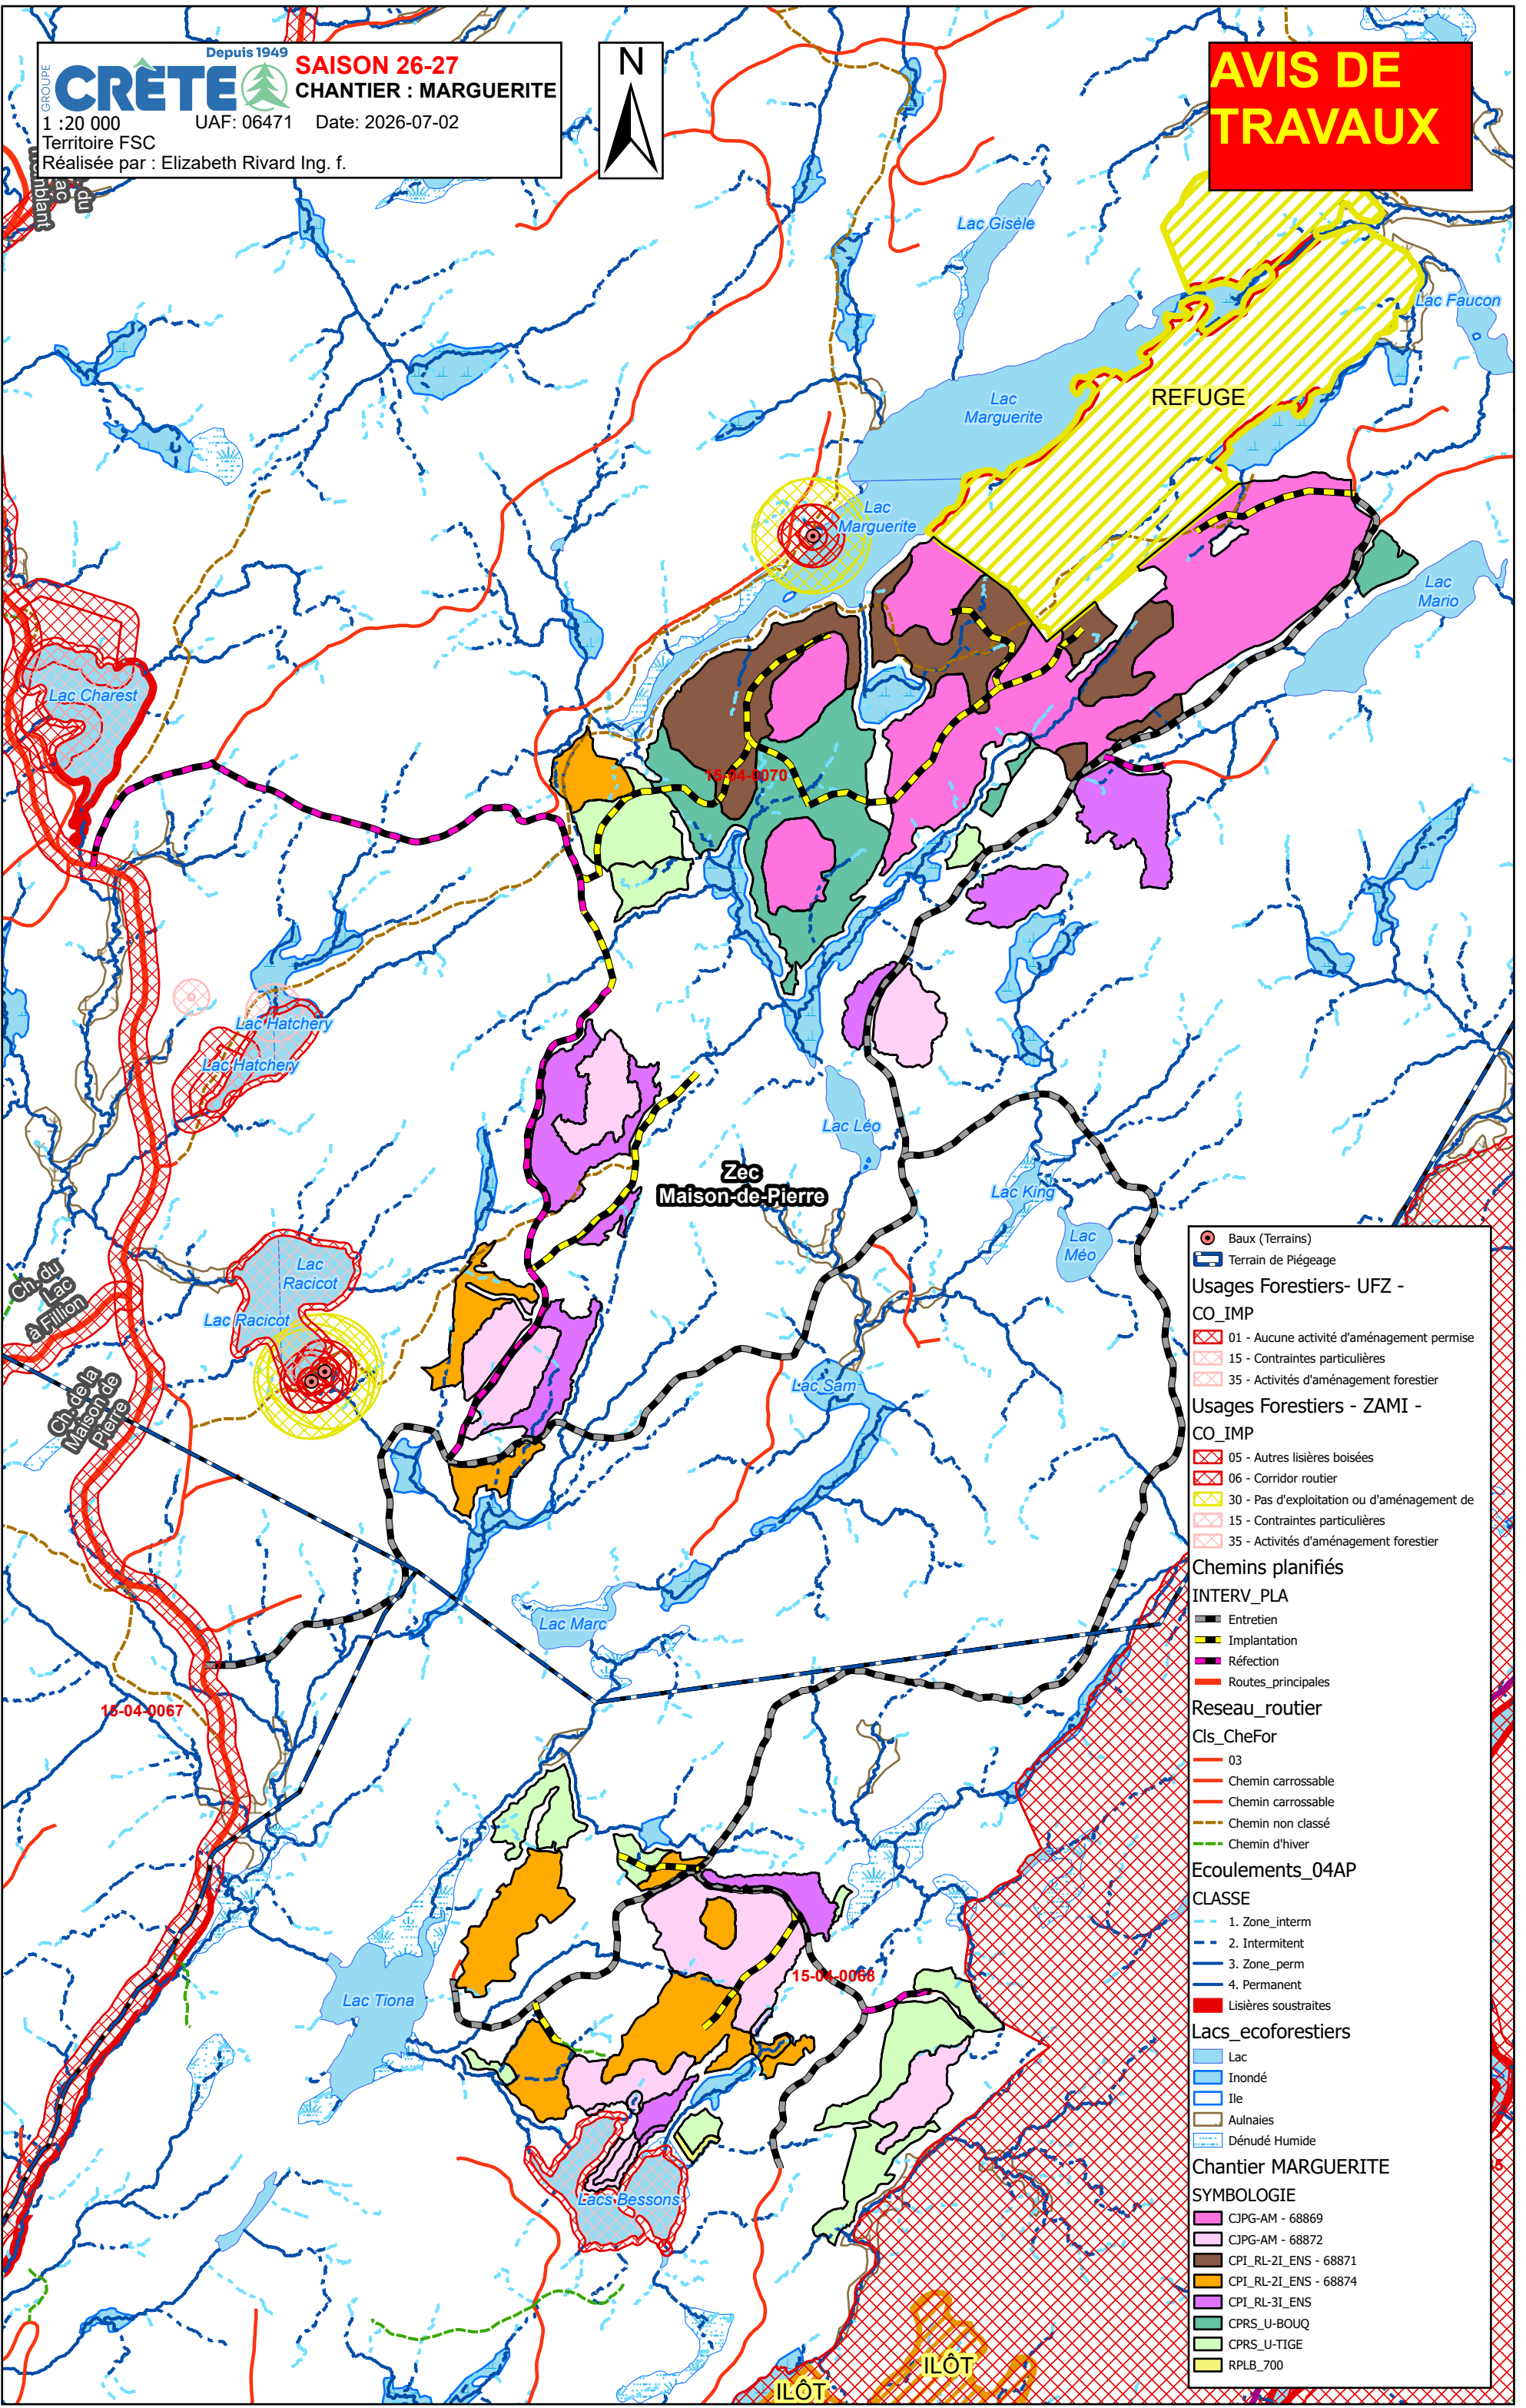 Depuis 1949
GROUPE
CRÊTE
SAISON 26-27
CHANTIER : MARGUERITE
1 :20 000
UAF: 06471
Date: 2026-07-02
Territoire FSC
Réalisée par : Elizabeth Rivard Ing. f.
N
AVIS DE
TRAVAUX
du
Lac
Lac Gisèle
Lac Faucon
Lac
Marguerite
REFUGE
Lac
Marguerite
Lac
Mario
Lac Charest
15-04-0070
Lac Hatchery
Lac Hatchery
Lac Léo
Zec
Maison-de-Pierre
Lac King
Lac
Méo
Lac
Racicot
Lac Racicot
Ch. du
Lac
à Fillion
Ch. de la
Maison de
Pierre
Lac Sam
Lac Marc
15-04-0067
15-04-0068
Lac Tiona
Lacs Bessons
ILÔT
ILÔT
Baux (Terrains)
Terrain de Piégeage
Usages Forestiers- UFZ -
CO_IMP
01 - Aucune activité d'aménagement permise
15 - Contraintes particulières
35 - Activités d'aménagement forestier
Usages Forestiers - ZAMI -
CO_IMP
05 - Autres lisières boisées
06 - Corridor routier
30 - Pas d'exploitation ou d'aménagement de
15 - Contraintes particulières
35 - Activités d'aménagement forestier
Chemins planifiés
INTERV_PLA
Entretien
Implantation
Réfection
Routes_principales
Reseau_routier
Cls_CheFor
03
Chemin carrossable
Chemin carrossable
Chemin non classé
Chemin d'hiver
Ecoulements_04AP
CLASSE
1. Zone_interm
2. Intermitent
3. Zone_perm
4. Permanent
Lisières soustraites
Lacs_ecoforestiers
Lac
Inondé
Ile
Aulnaies
Dénudé Humide
Chantier MARGUERITE
SYMBOLOGIE
CJPG-AM - 68869
CJPG-AM - 68872
CPI_RL-2I_ENS - 68871
CPI_RL-2I_ENS - 68874
CPI_RL-3I_ENS
CPRS_U-BOUQ
CPRS_U-TIGE
RPLB_700